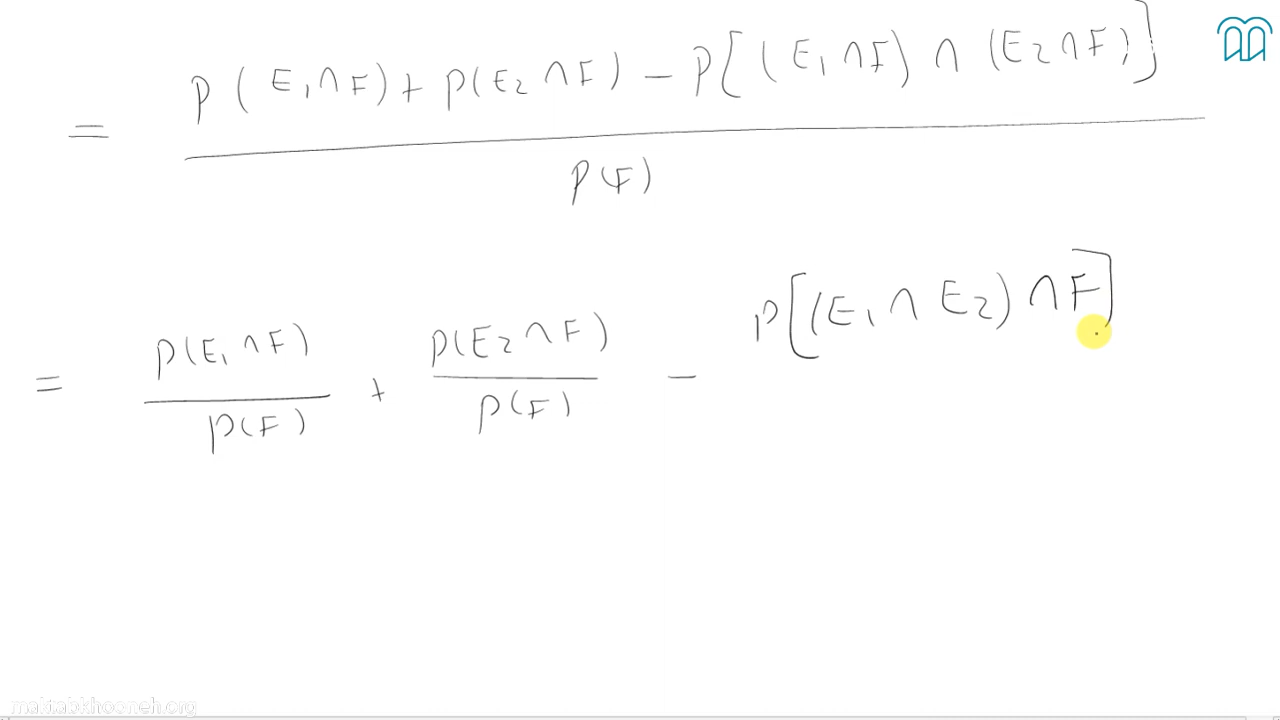 = P(E₁∩F) + P(E₂∩F) − P[(E₁∩F) ∩ (E₂∩F)]
P(F)
= P(E₁∩F) / P(F) + P(E₂∩F) / P(F) − P[(E₁∩E₂)∩F]
maktabkhooneh.org